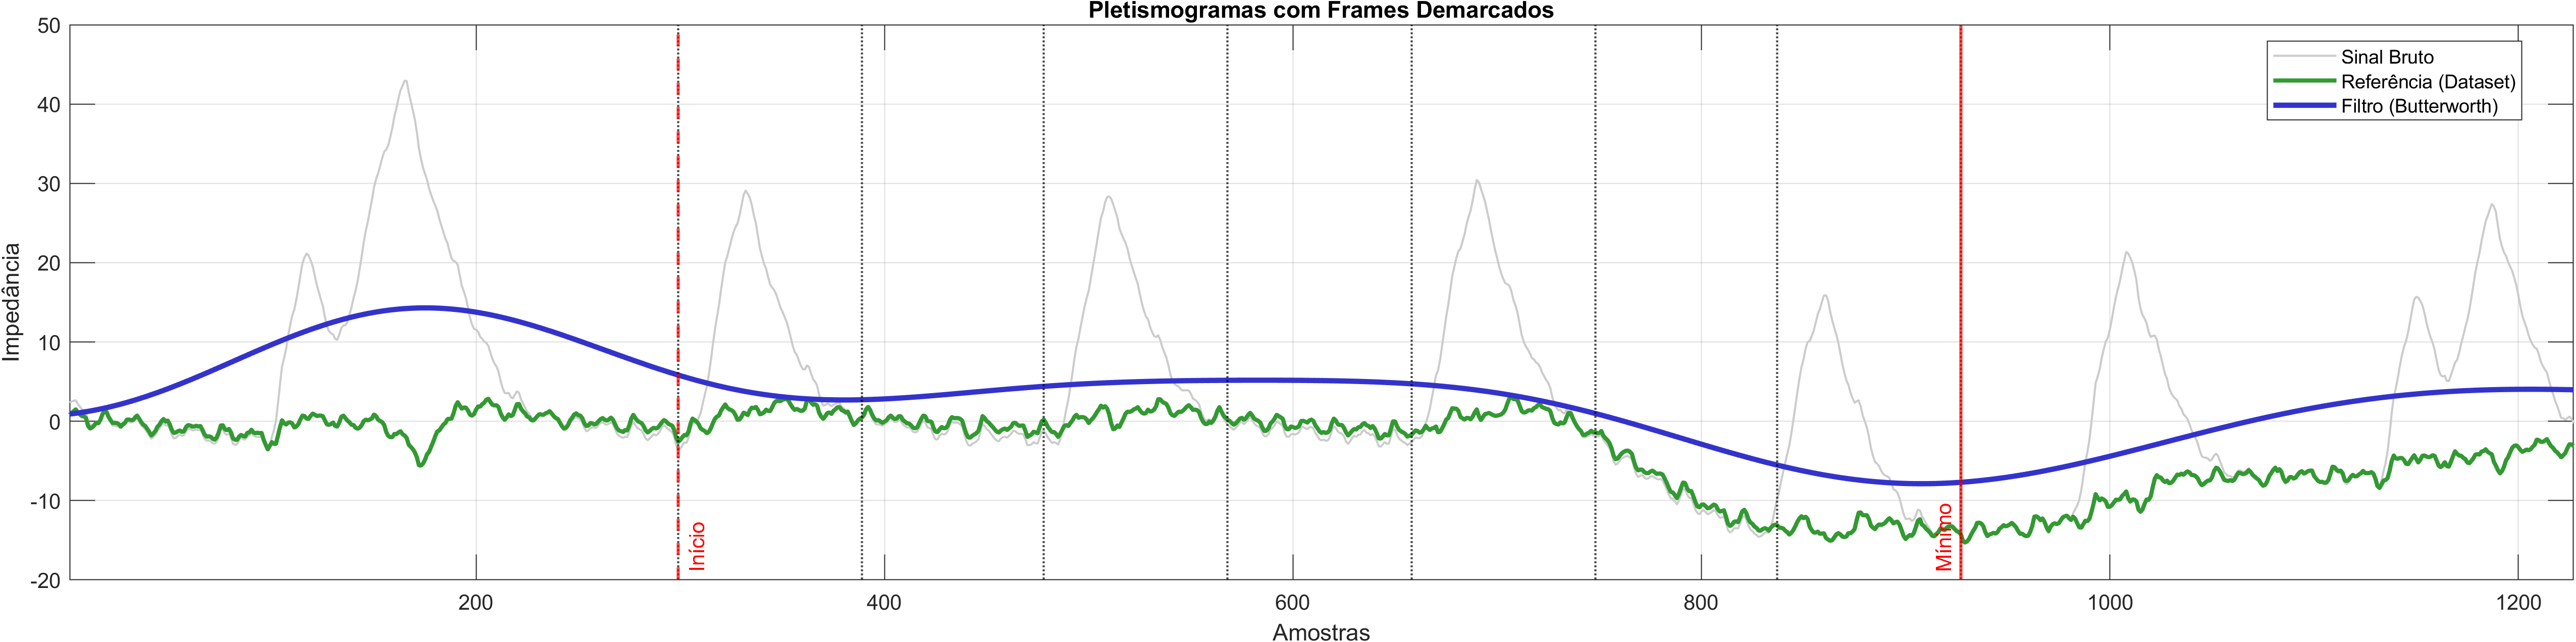 Pletismogramas com Frames Demarcados
50
40
30
20
10
0
-10
-20
Impedância
Sinal Bruto
Referência (Dataset)
Filtro (Butterworth)
Início
Mínimo
200
400
600
800
1000
1200
Amostras